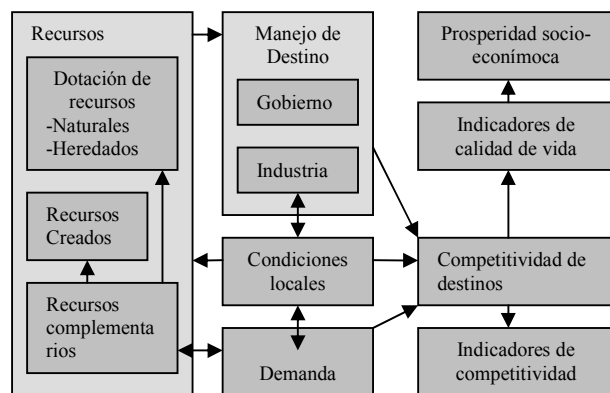 Recursos
Dotación de
recursos
-Naturales
-Heredados
Recursos
Creados
Recursos
complementa
rios
Manejo de
Destino
Gobierno
Industria
Condiciones
locales
Demanda
Prosperidad socio-
econímoca
Indicadores de
calidad de vida
Competitividad de
destinos
Indicadores de
competitividad